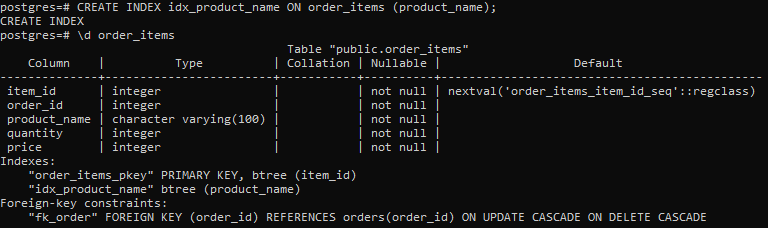 postgres=# CREATE INDEX idx_product_name ON order_items (product_name);
CREATE INDEX
postgres=# \d order_items
                                      Table "public.order_items"
    Column    |          Type          | Collation | Nullable |                    Default
--------------+------------------------+-----------+----------+------------------------------------------------
 item_id      | integer                |           | not null | nextval('order_items_item_id_seq'::regclass)
 order_id     | integer                |           | not null |
 product_name | character varying(100) |           | not null |
 quantity     | integer                |           | not null |
 price        | integer                |           | not null |
Indexes:
    "order_items_pkey" PRIMARY KEY, btree (item_id)
    "idx_product_name" btree (product_name)
Foreign-key constraints:
    "fk_order" FOREIGN KEY (order_id) REFERENCES orders(order_id) ON UPDATE CASCADE ON DELETE CASCADE